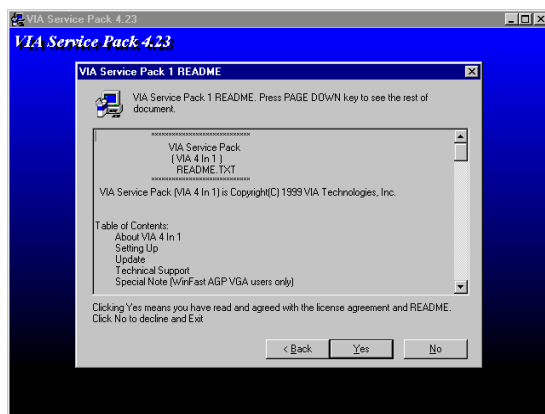 VIA Service Pack 4.23
VIA Service Pack 4.23
VIA Service Pack 1 README
VIA Service Pack 1 README. Press PAGE DOWN key to see the rest of
document.
VIA Service Pack
( VIA 4 In 1 )
README.TXT
VIA Service Pack (VIA 4 In 1) is Copyright(C) 1999 VIA Technologies, Inc.
Table of Contents:
About VIA 4 In 1
Setting Up
Update
Technical Support
Special Note (WinFast AGP VGA users only)
Clicking Yes means you have read and agreed with the license agreement and README.
Click No to decline and Exit
< Back
Yes
No